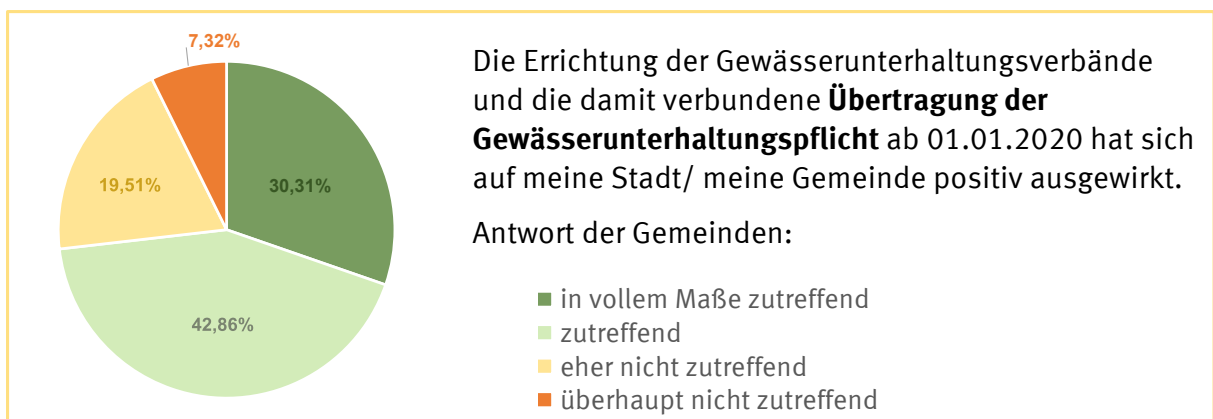 7,32%
30,31%
19,51%
42,86%
Die Errichtung der Gewässerunterhaltungsverbände
und die damit verbundene Übertragung der
Gewässerunterhaltungspflicht ab 01.01.2020 hat sich
auf meine Stadt/ meine Gemeinde positiv ausgewirkt.
Antwort der Gemeinden:
in vollem Maße zutreffend
zutreffend
eher nicht zutreffend
überhaupt nicht zutreffend